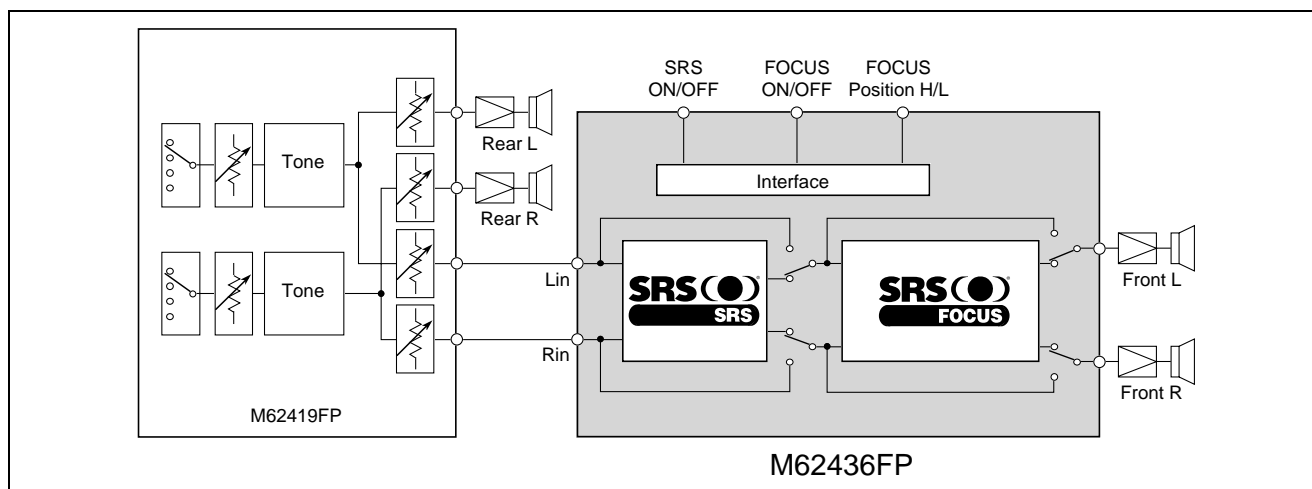 SRS
ON/OFF
FOCUS
ON/OFF
FOCUS
Position H/L
Rear L
Tone
Interface
Rear R
Lin
SRS
SRS
SRS
FOCUS
Front L
Tone
Rin
Front R
M62419FP
M62436FP